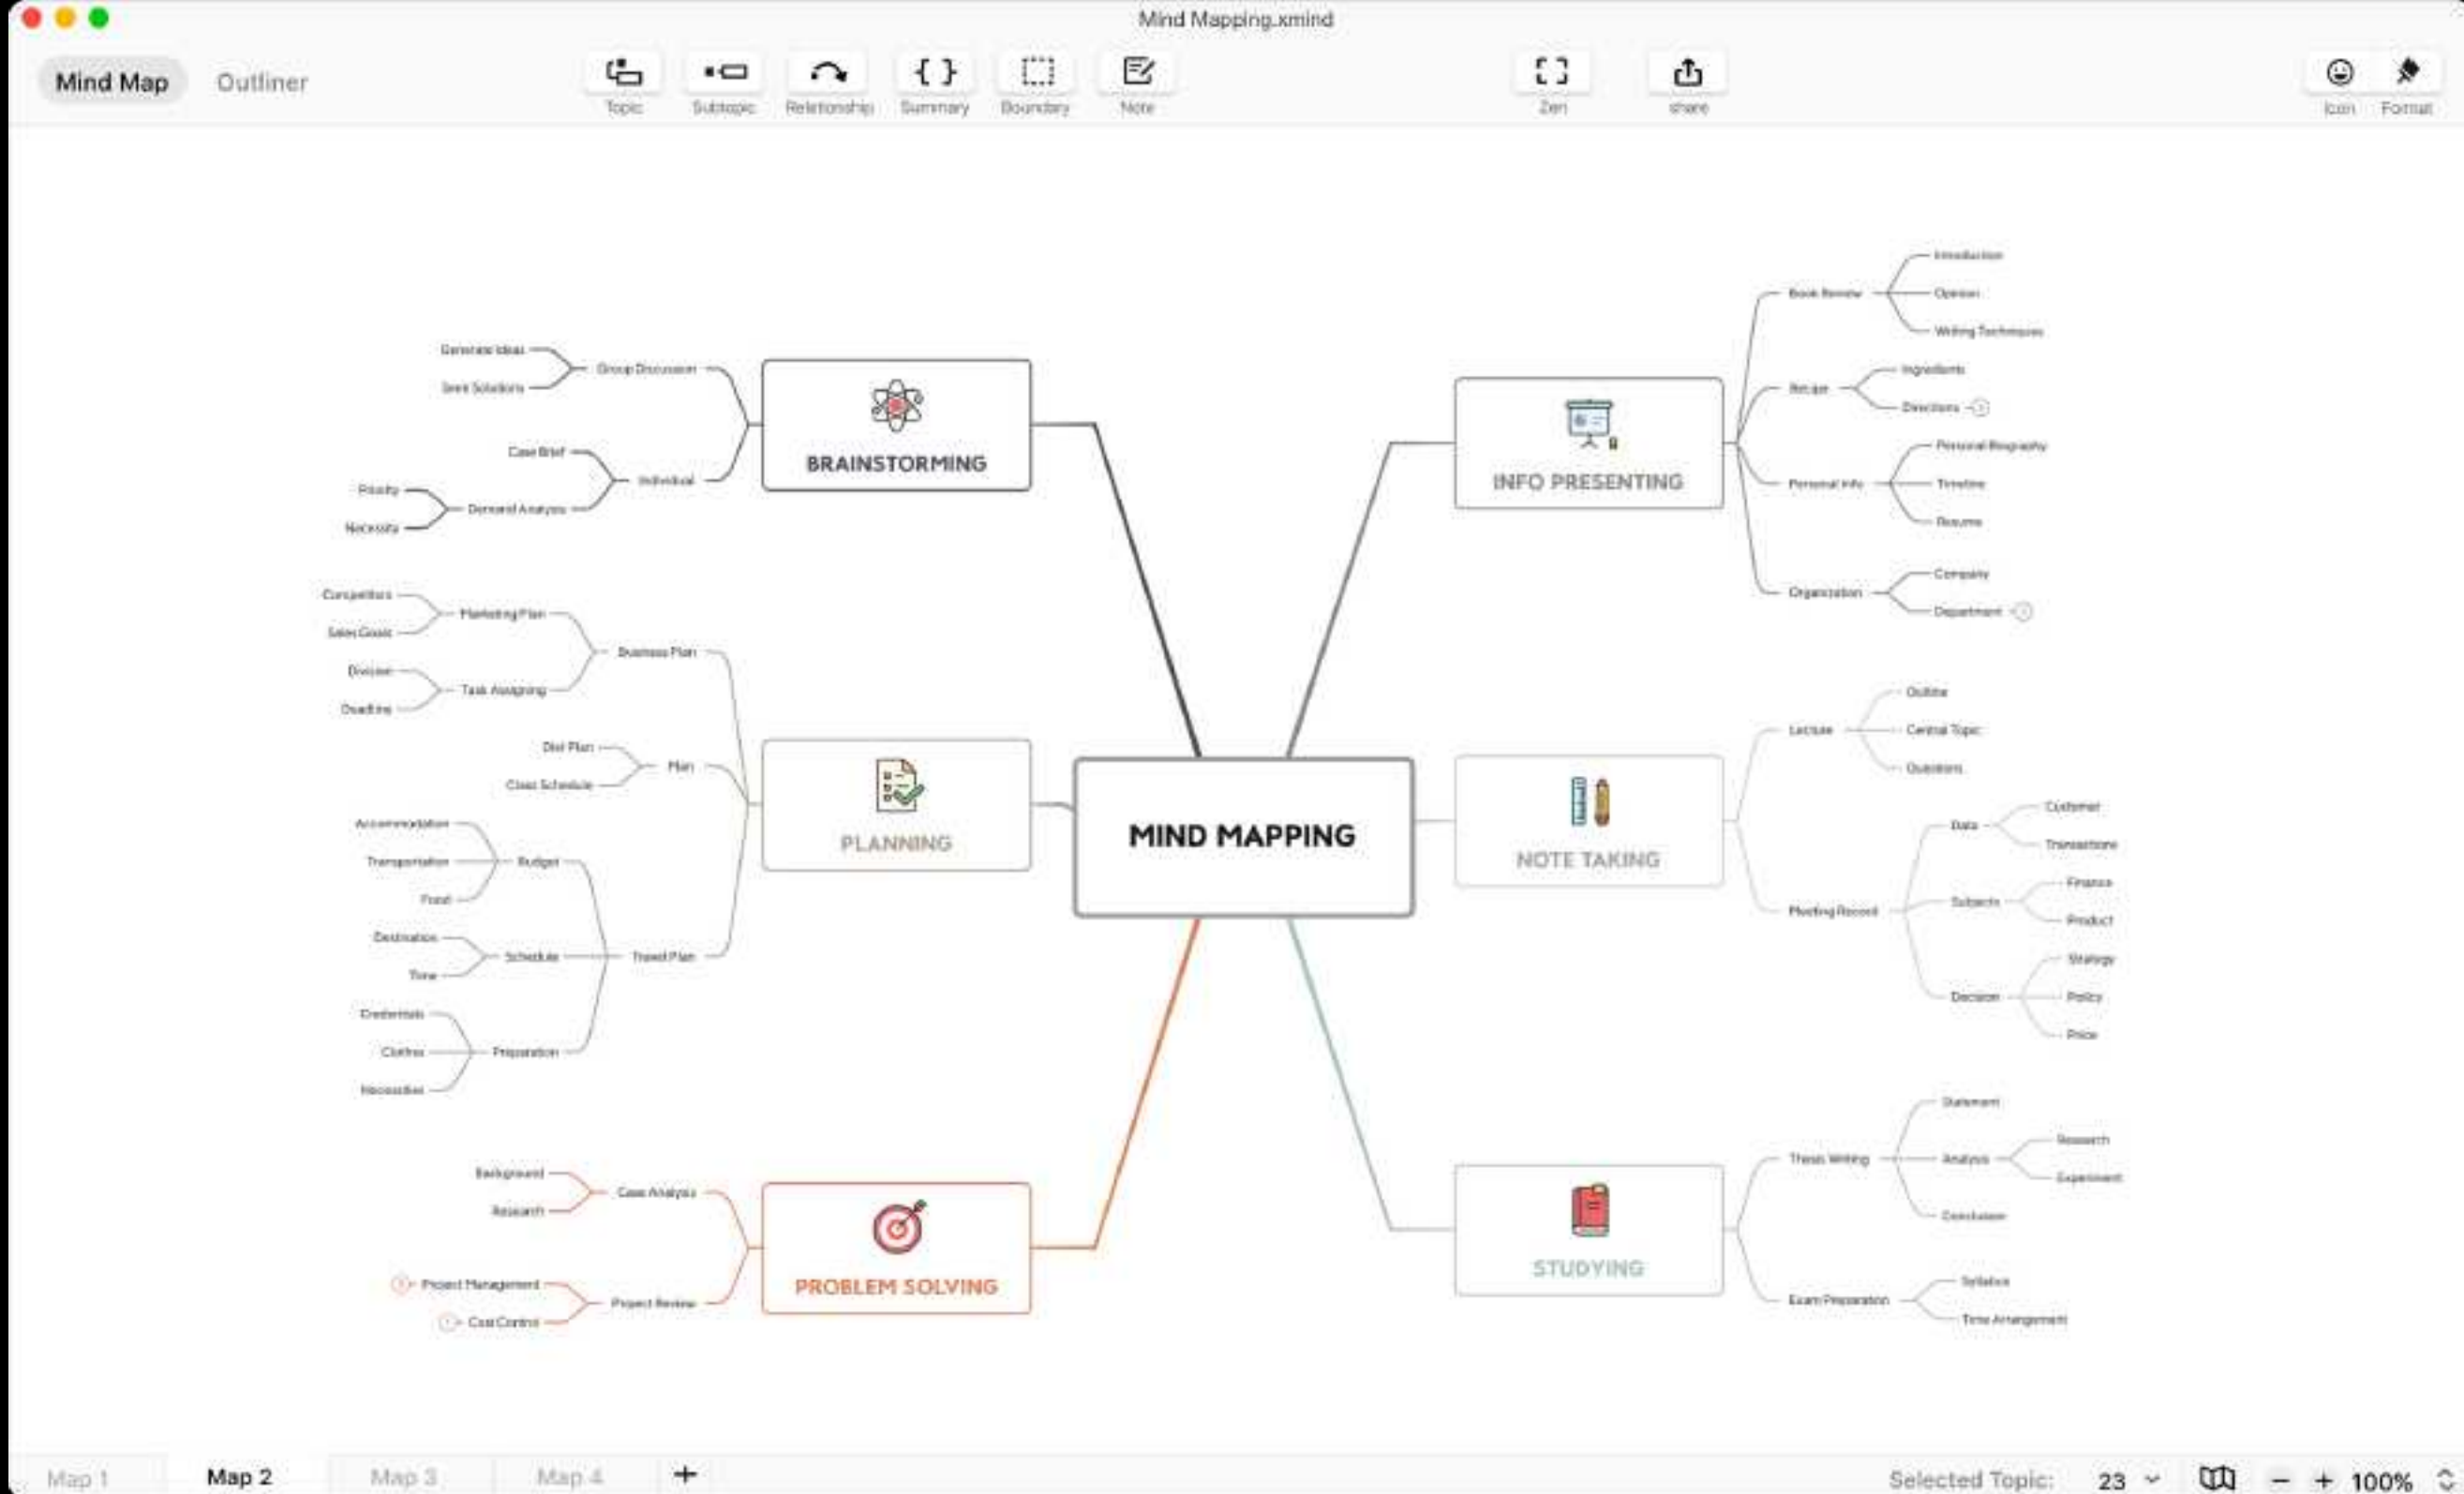 Mind Mapping.xmind
Mind Map
Outliner
Topic
Subtopic
Relationship
Summary
Boundary
Note
Zen
share
Icon
Format
MIND MAPPING
BRAINSTORMING
Group Discussion
Generate Ideas
Seek Solutions
Individual
Case Brief
Demand Analysis
Priority
Necessity
PLANNING
Business Plan
Marketing Plan
Competitors
Sales Goals
Task Assigning
Division
Deadline
Plan
Diet Plan
Class Schedule
Travel Plan
Budget
Accommodation
Transportation
Food
Schedule
Destination
Time
Preparation
Credentials
Clothes
Necessities
PROBLEM SOLVING
Case Analysis
Background
Research
Project Review
Project Management
Cost Control
INFO PRESENTING
Book Review
Introduction
Opinion
Writing Techniques
Recipe
Ingredients
Directions
Personal Info
Personal Biography
Timeline
Resume
Organization
Company
Department
NOTE TAKING
Lecture
Outline
Central Topic
Questions
Meeting Record
Data
Customer
Transactions
Subjects
Finance
Product
Decision
Strategy
Policy
Price
STUDYING
Thesis Writing
Statement
Analysis
Research
Experiment
Conclusion
Exam Preparation
Syllabus
Time Arrangement
Map 1
Map 2
Map 3
Map 4
Selected Topic: 23
100%